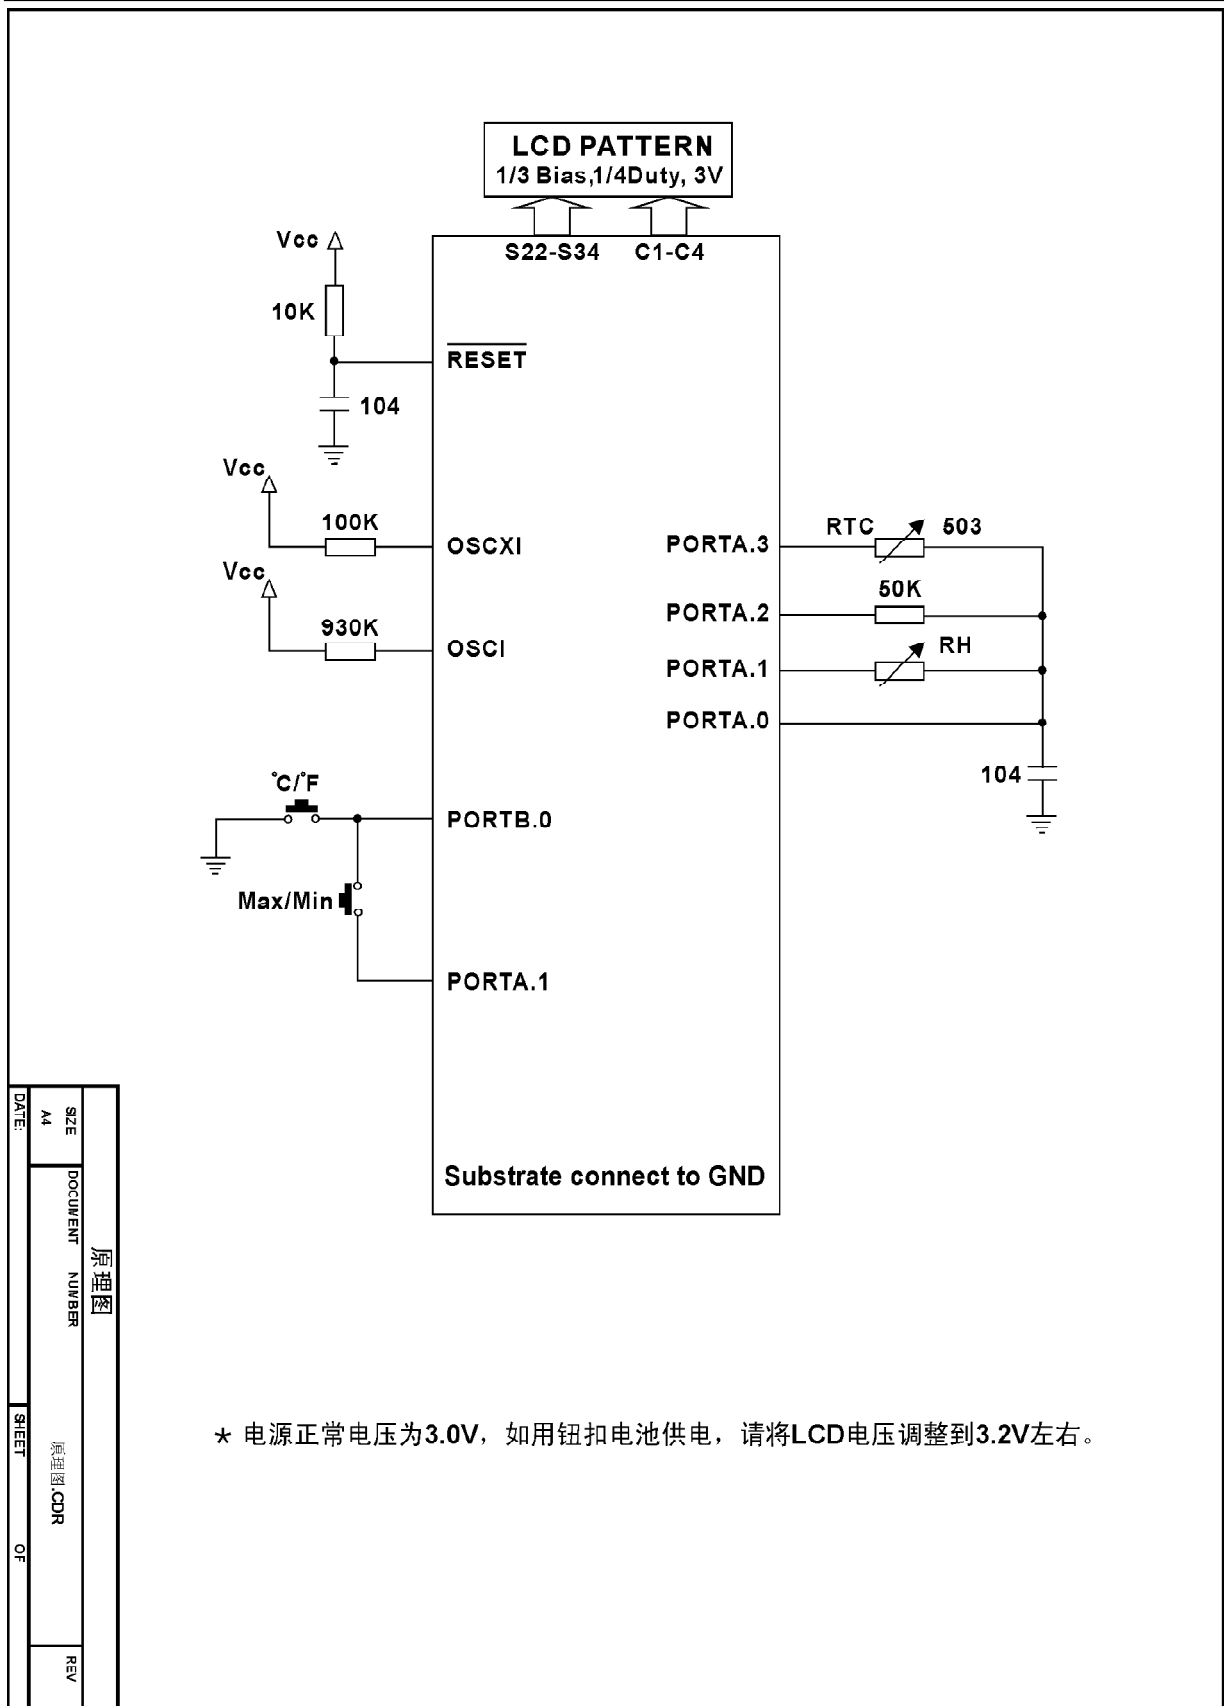 LCD PATTERN
1/3 Bias,1/4Duty, 3V
S22-S34 C1-C4
Vcc
10K
RESET
104
Vcc
100K
OSCXI
Vcc
930K
OSCI
PORTA.3
RTC
503
PORTA.2
50K
PORTA.1
RH
PORTA.0
104
℃/℉
PORTB.0
Max/Min
PORTA.1
Substrate connect to GND
原理图
SIZE
A4
DOCUMENT NUMBER
原理图.CDR
REV
DATE:
SHEET OF
* 电源正常电压为3.0V，如用钮扣电池供电，请将LCD电压调整到3.2V左右。